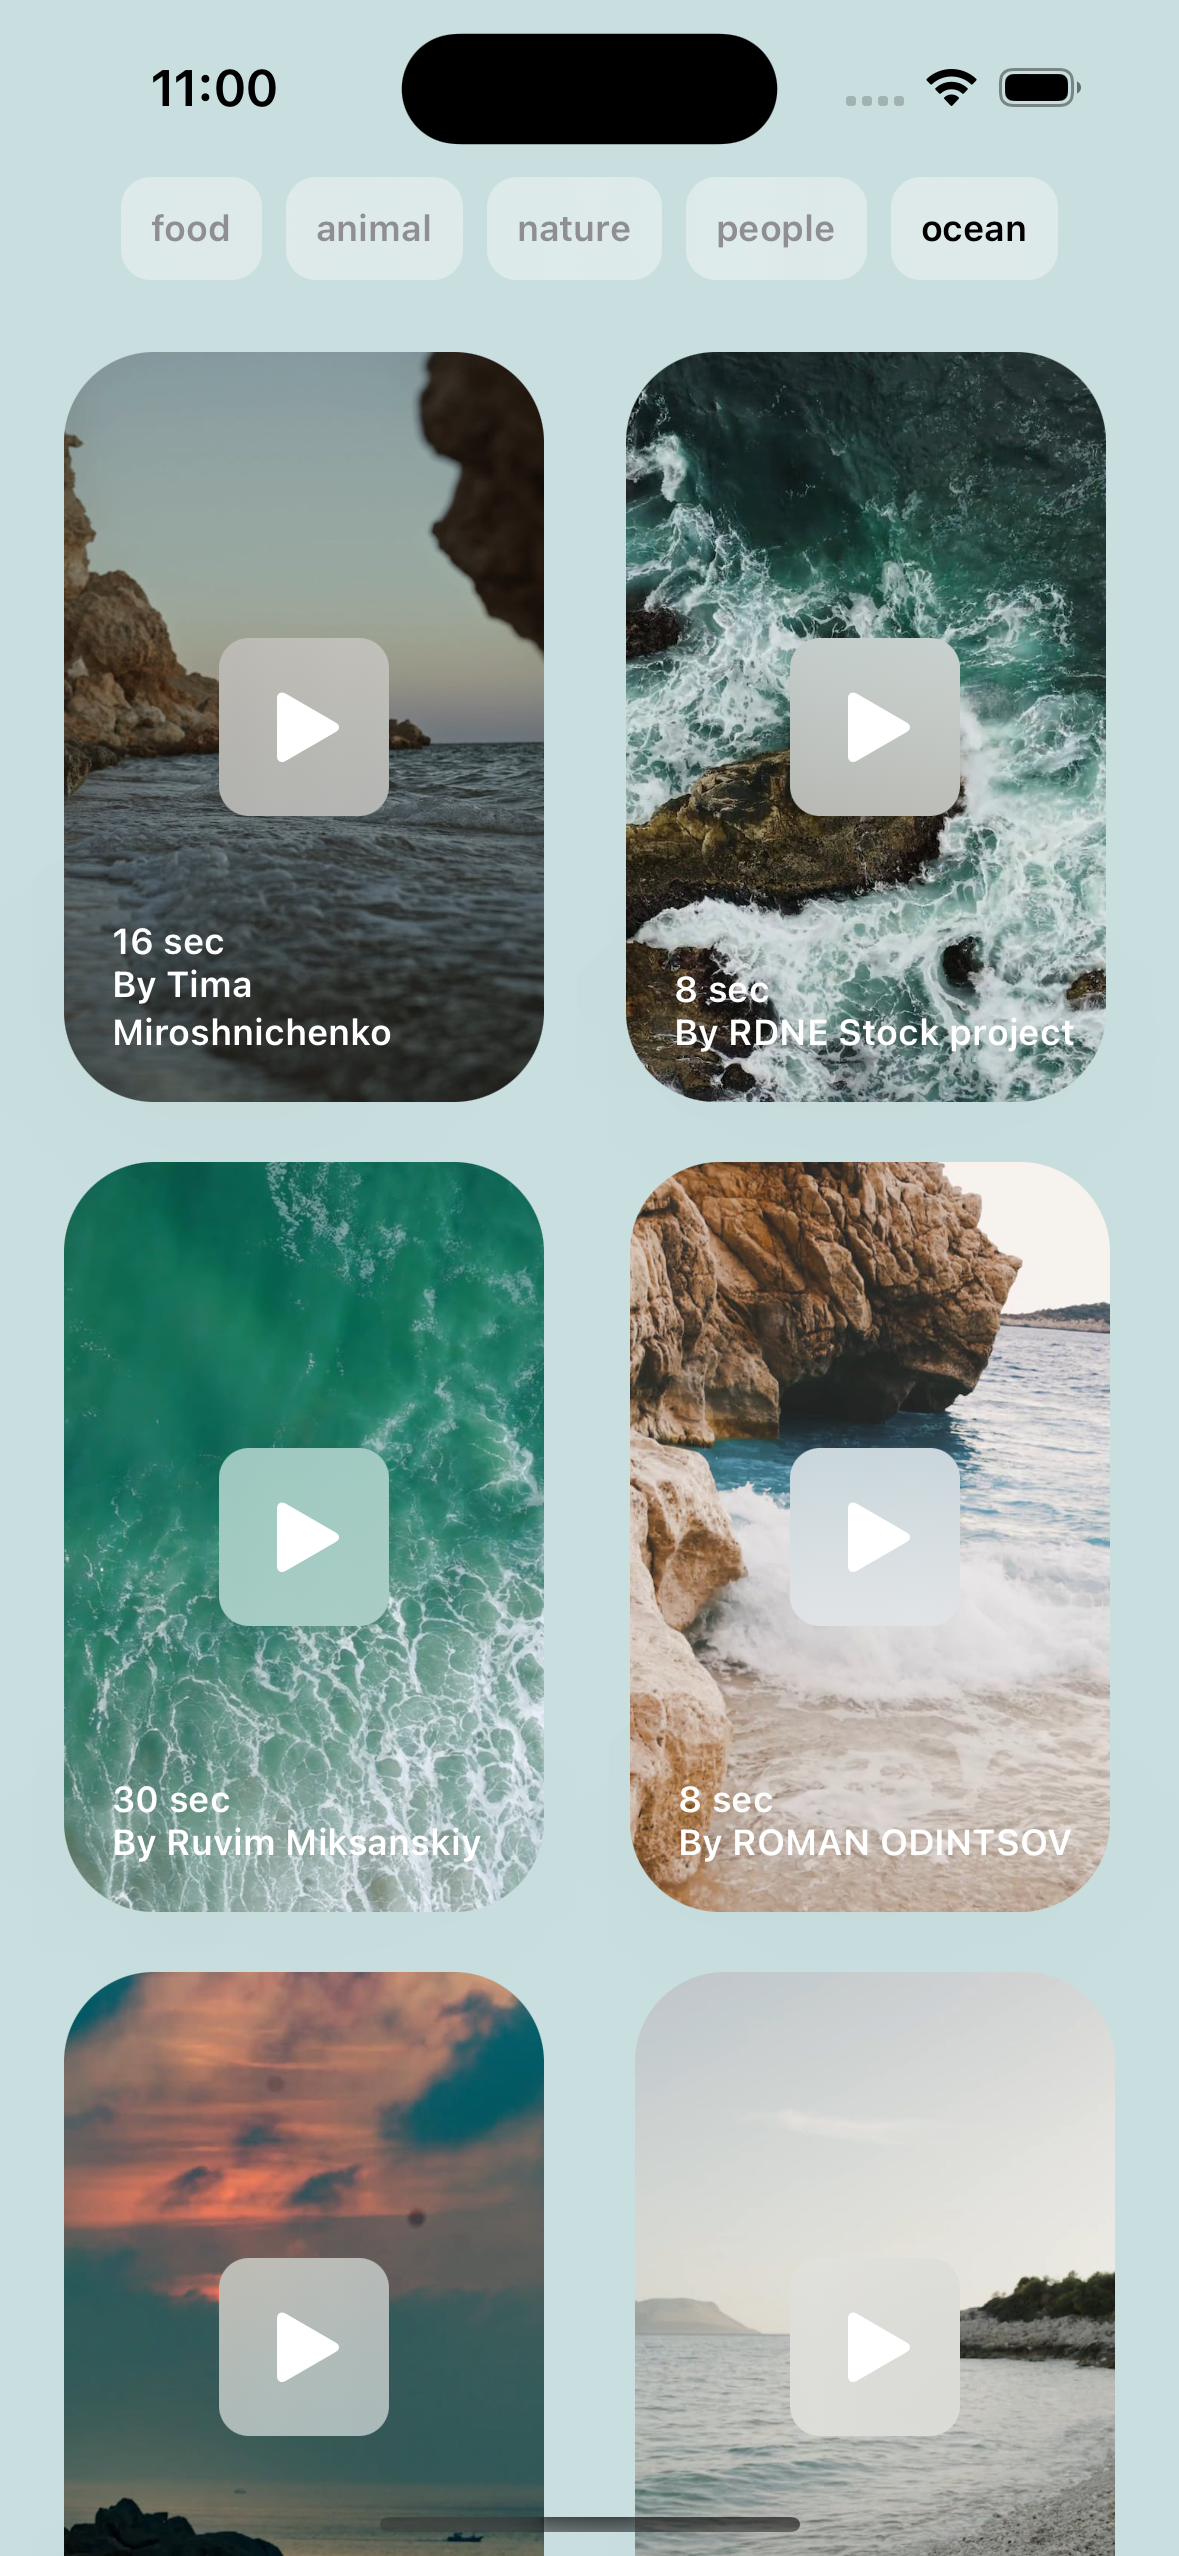 11:00
food animal nature people ocean
16 sec
By Tima
Miroshnichenko
8 sec
By RDNE Stock project
30 sec
By Ruvim Miksanskiy
8 sec
By ROMAN ODINTSOV